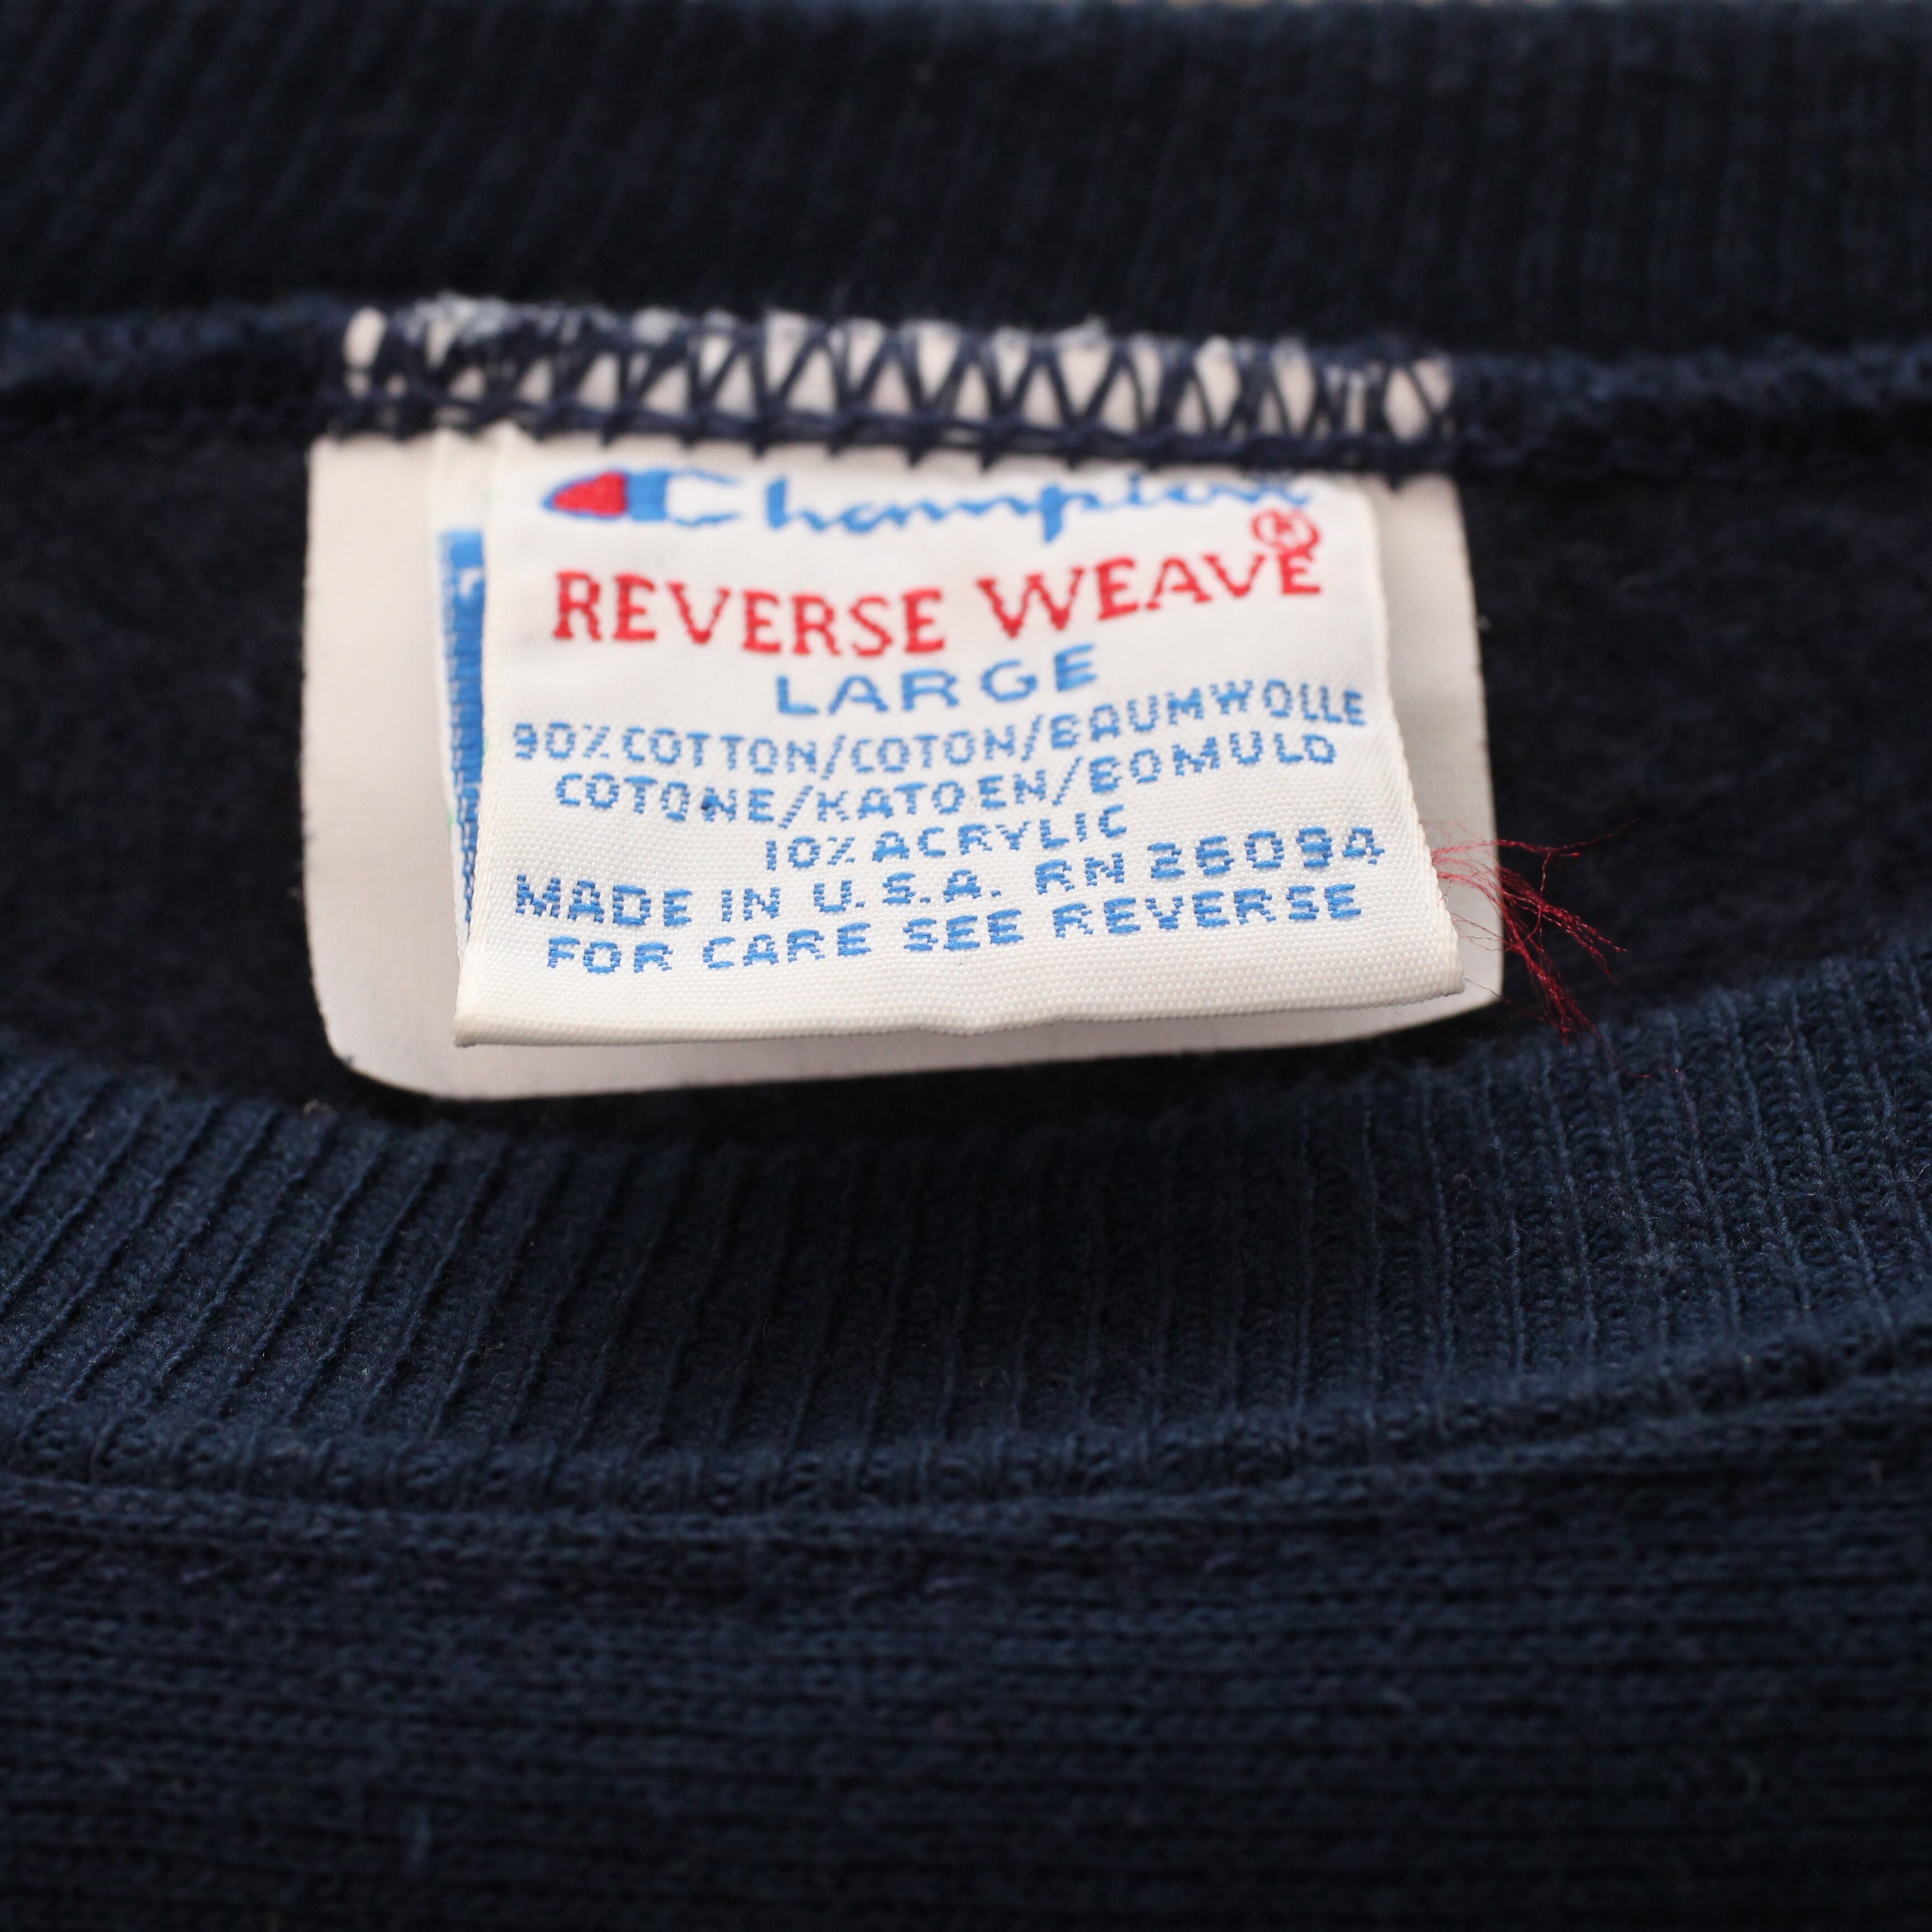 Champion
REVERSE WEAVE®
LARGE
90% COTTON/COTON/BAUMWOLLE
COTONE/KATOEN/BOMULD
10% ACRYLIC
MADE IN U.S.A. RN 26094
FOR CARE SEE REVERSE